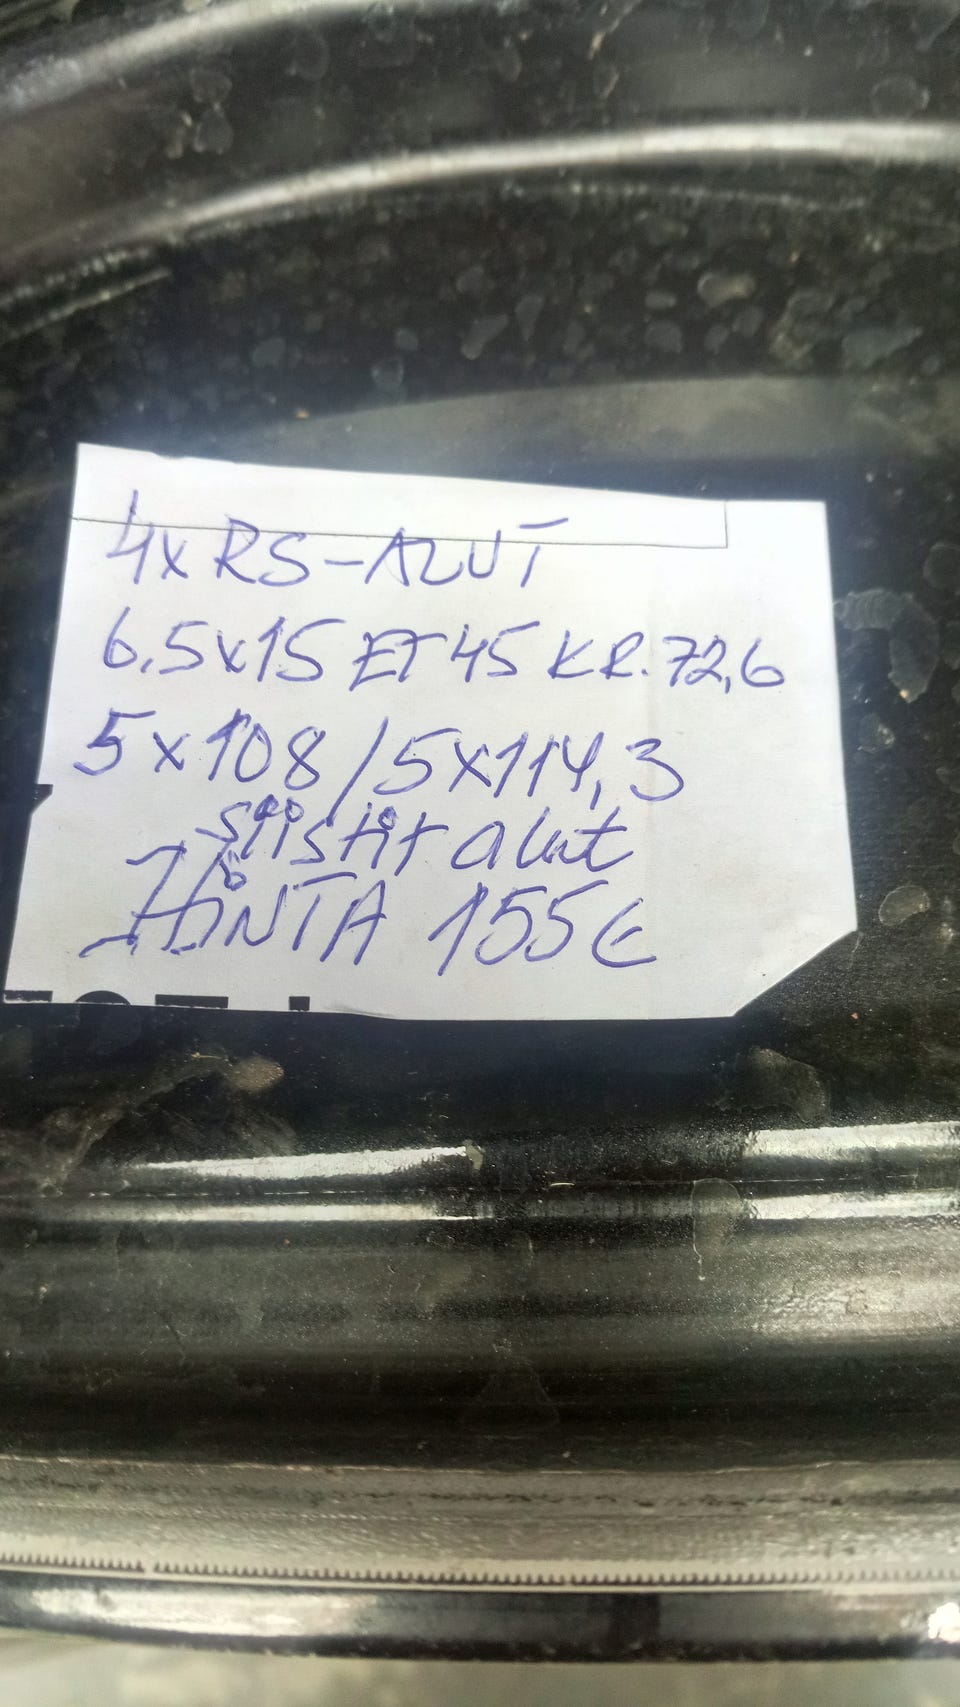 4x RS-ALUT
6.5x15 ET 45 KR.72,6
5x108/5x114,3
siistit alut
HINTA 155€